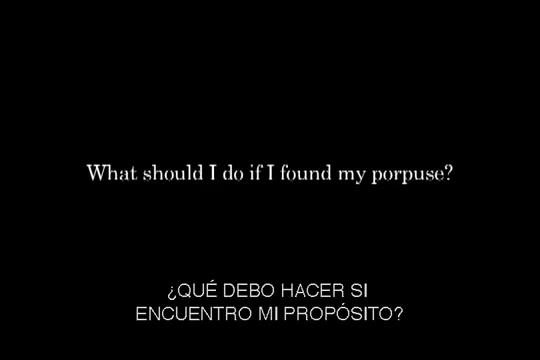 What should I do if I found my porpuse?
¿QUÉ DEBO HACER SI
ENCUENTRO MI PROPÓSITO?